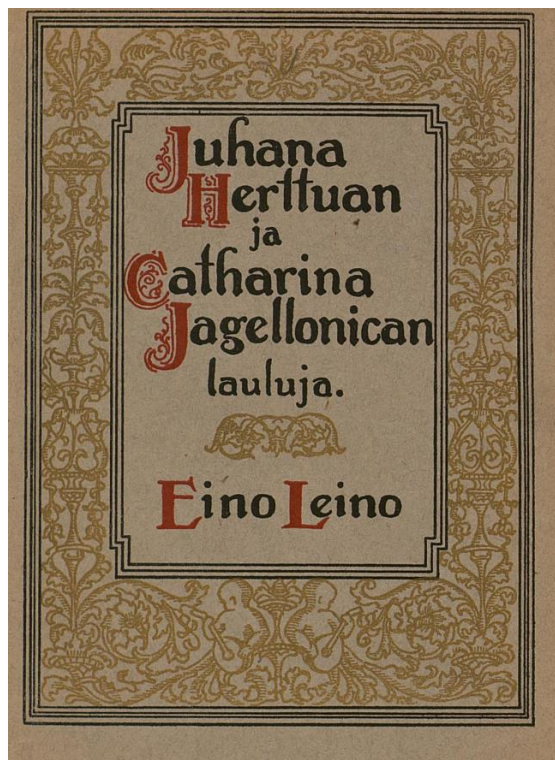 Juhana
Herttuan
ja
Catharina
Jagellonican
lauluja.
Eino Leino